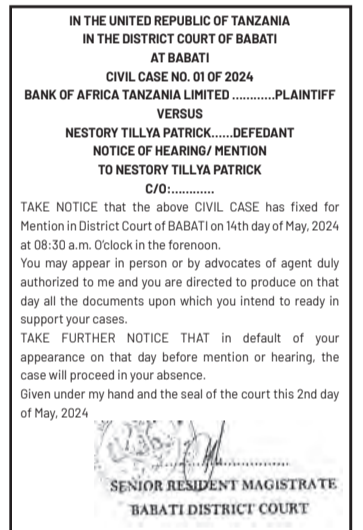 IN THE UNITED REPUBLIC OF TANZANIA
IN THE DISTRICT COURT OF BABATI
AT BABATI
CIVIL CASE NO. 01 OF 2024
BANK OF AFRICA TANZANIA LIMITED ............PLAINTIFF
VERSUS
NESTORY TILLYA PATRICK......DEFEDANT
NOTICE OF HEARING/ MENTION
TO NESTORY TILLYA PATRICK
C/O:............
TAKE NOTICE that the above CIVIL CASE has fixed for
Mention in District Court of BABATI on 14th day of May, 2024
at 08:30 a.m. O'clock in the forenoon.
You may appear in person or by advocates of agent duly
authorized to me and you are directed to produce on that
day all the documents upon which you intend to ready in
support your cases.
TAKE FURTHER NOTICE THAT in default of your
appearance on that day before mention or hearing, the
case will proceed in your absence.
Given under my hand and the seal of the court this 2nd day
of May, 2024
SENIOR RESIDENT MAGISTRATE
BABATI DISTRICT COURT